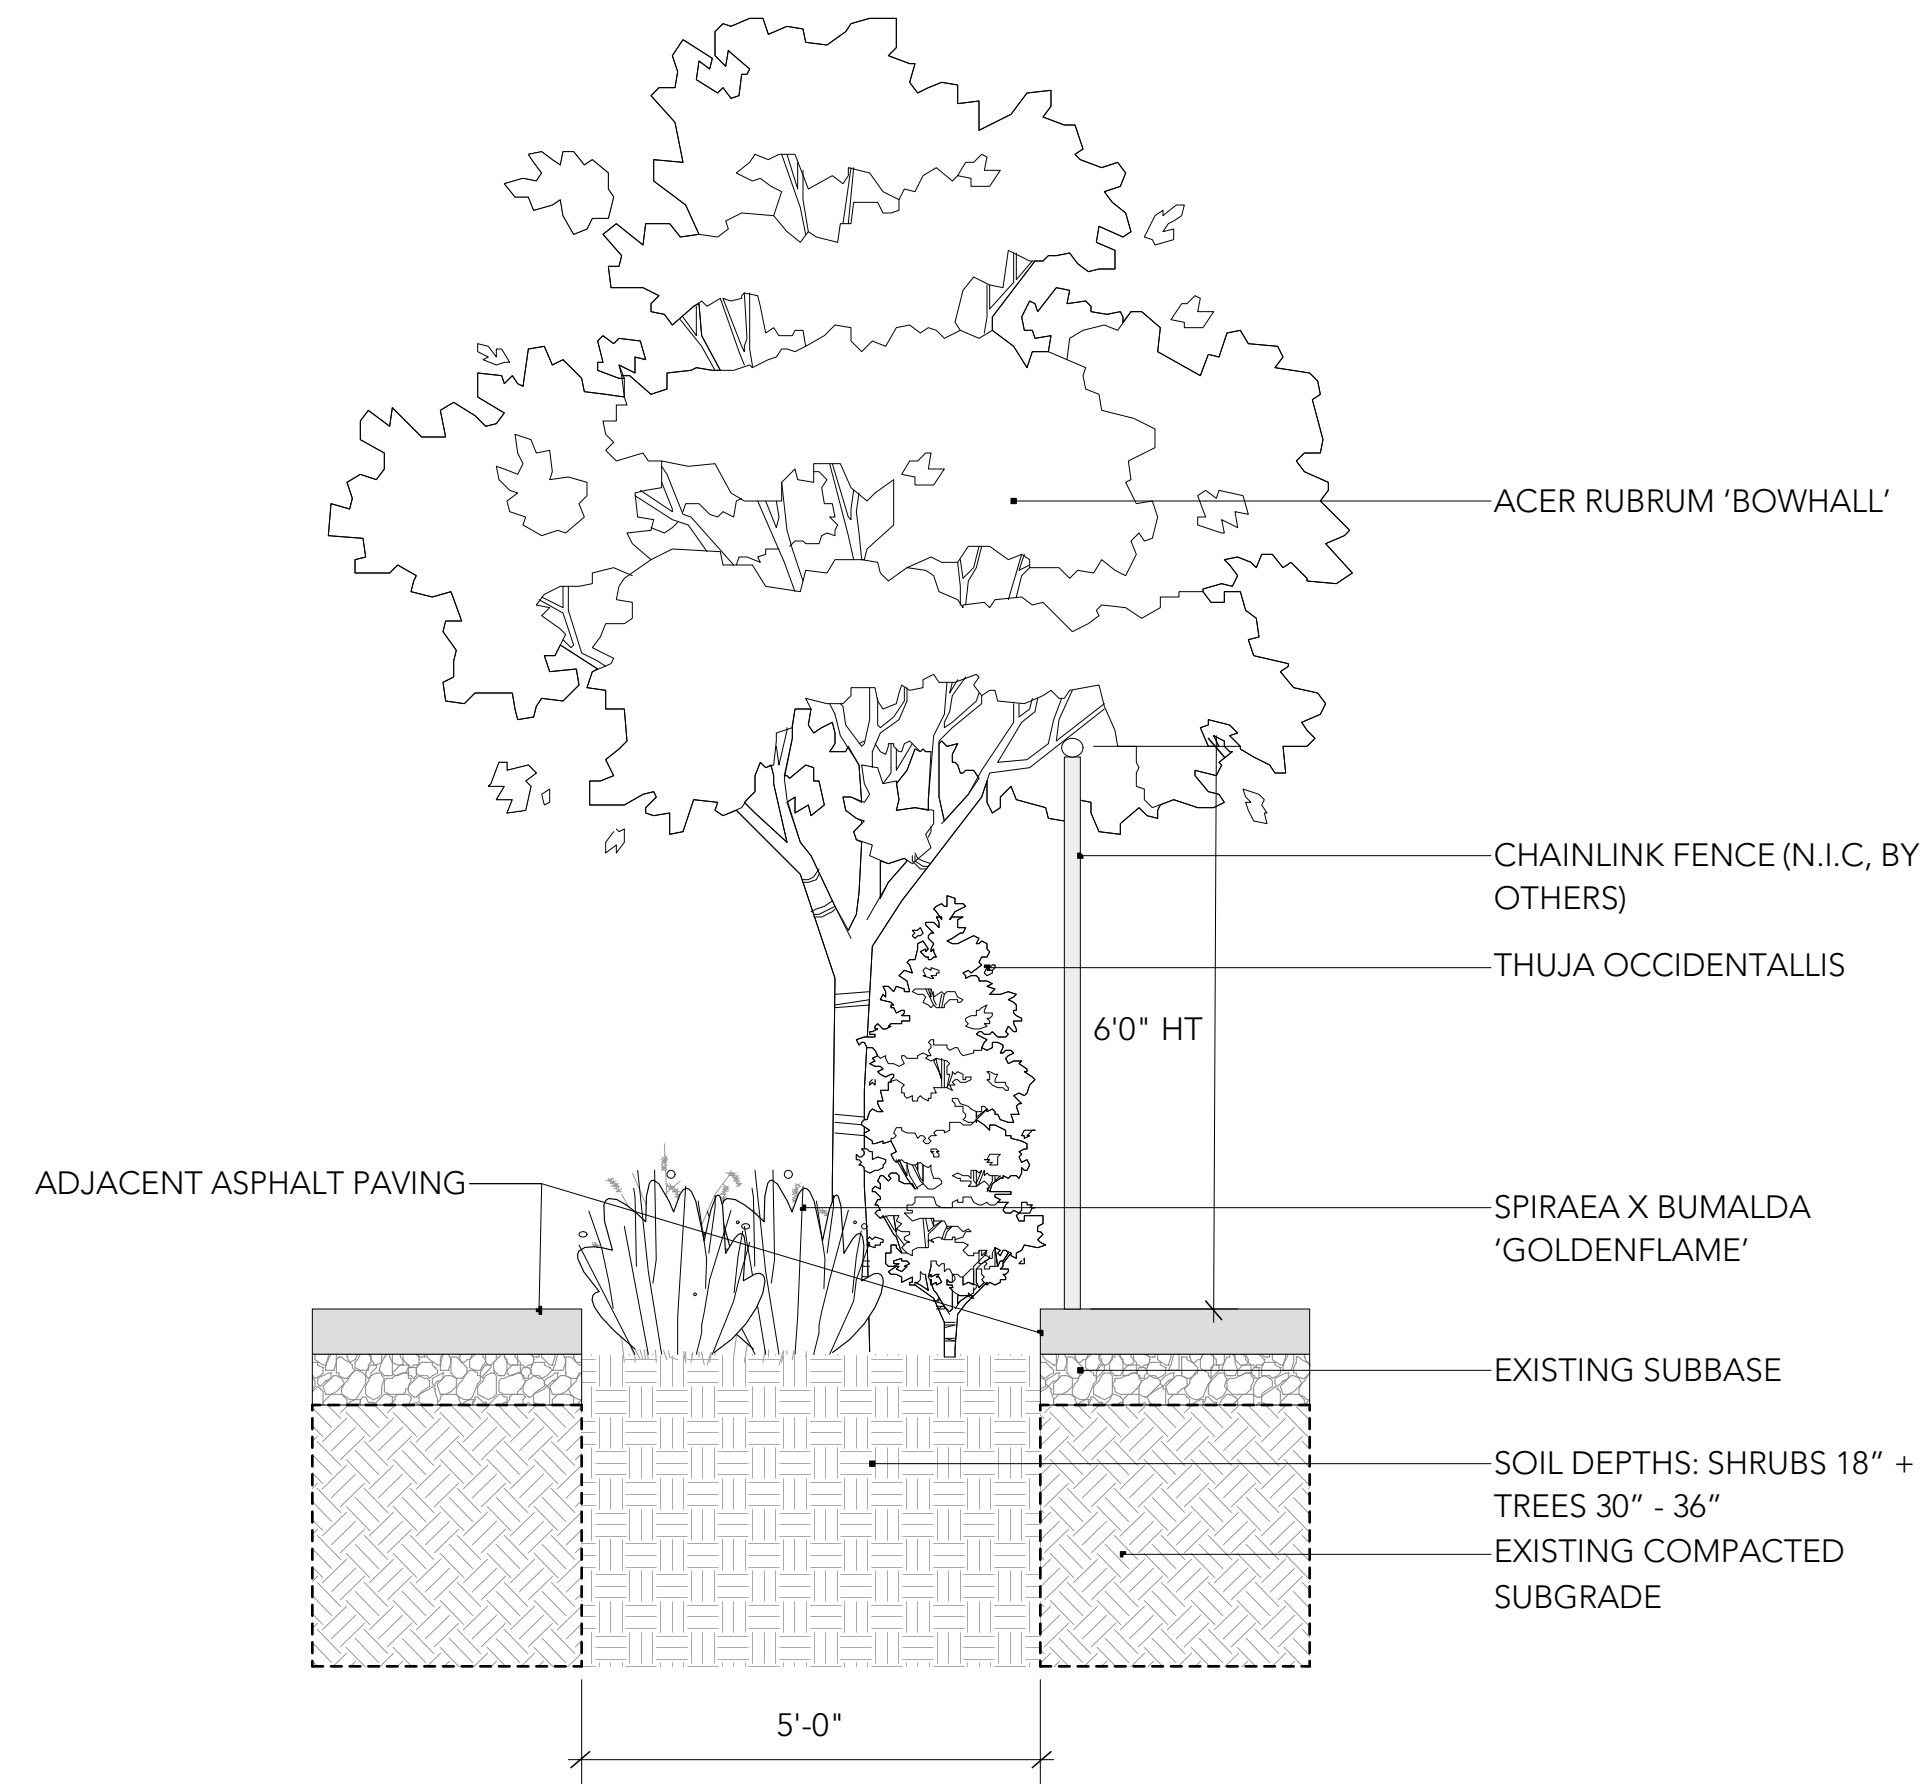 ACER RUBRUM ‘BOWHALL’
CHAINLINK FENCE (N.I.C, BY
OTHERS)
THUJA OCCIDENTALLIS
6'0" HT
ADJACENT ASPHALT PAVING
SPIRAEA X BUMALDA
‘GOLDENFLAME’
EXISTING SUBBASE
SOIL DEPTHS: SHRUBS 18” +
TREES 30” - 36”
EXISTING COMPACTED
SUBGRADE
5'-0"